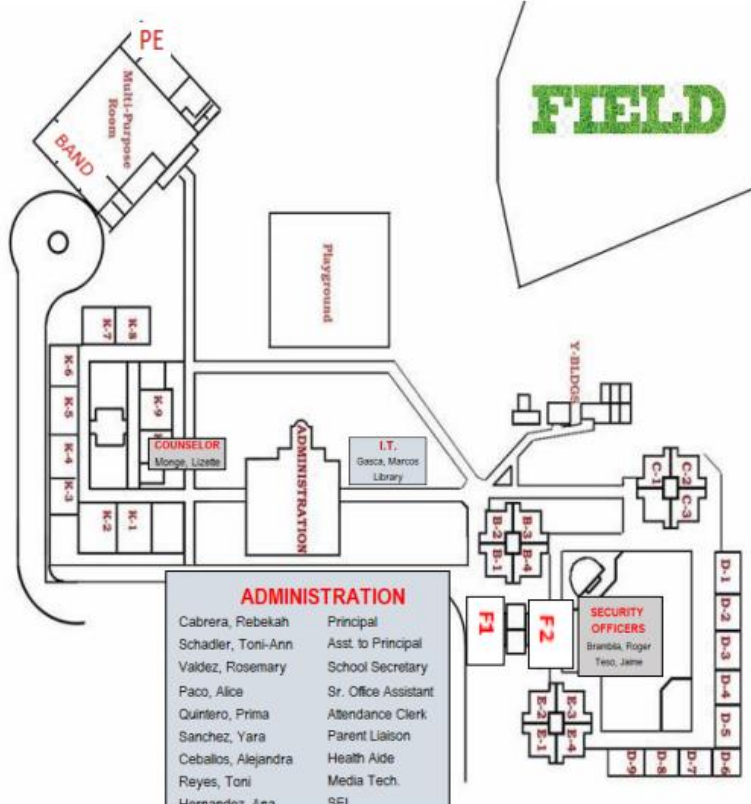 PE
Multi-Purpose
Room
BAND
FIELD
Playground
K-7
K-8
K-6
K-5
K-4
K-3
K-9
K-2
K-1
COUNSELOR
Monge, Lizette
ADMINISTRATION
I.T.
Gasca, Marcos
Library
Y-BLDGS
C-1
C-2
C-3
B-2
B-3
B-1
B-4
D-1
D-2
D-3
D-4
D-5
D-6
D-7
D-8
D-9
F1
F2
SECURITY
OFFICERS
Brambila, Roger
Teso, Jaime
E-2
E-3
E-1
E-4
ADMINISTRATION
Cabrera, Rebekah Principal
Schadler, Toni-Ann Asst. to Principal
Valdez, Rosemary School Secretary
Paco, Alice Sr. Office Assistant
Quintero, Prima Attendance Clerk
Sanchez, Yara Parent Liaison
Ceballos, Alejandra Health Aide
Reyes, Toni Media Tech.
Hernandez, Ana SEL